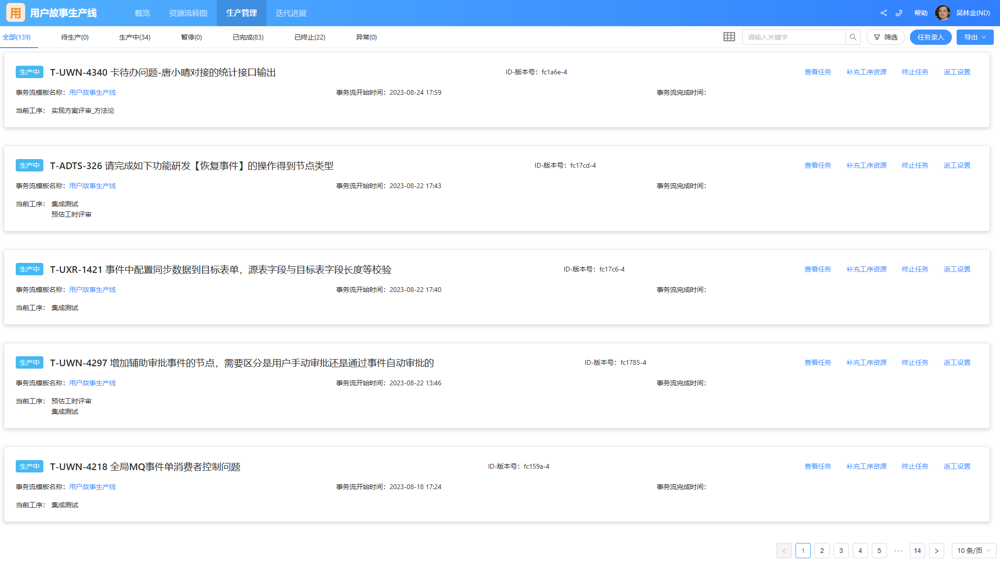 用 用户故事生产线 概览 资源流转图 生产管理 迭代进展 帮助 吴林金(ND)
全部(139) 待生产(0) 生产中(34) 暂停(0) 已完成(83) 已终止(22) 异常(0) 请输入关键字 筛选 任务录入 导出
生产中 T-UWN-4340 卡待办问题-唐小晴对接的统计接口输出 ID-版本号：fc1a6e-4 查看任务 补充工序资源 终止任务 返工设置
事务流模板名称：用户故事生产线 事务流开始时间：2023-08-24 17:59 事务流完成时间：
当前工序： 实现方案评审_方法论
生产中 T-ADTS-326 请完成如下功能研发【恢复事件】的操作得到节点类型 ID-版本号：fc17cd-4 查看任务 补充工序资源 终止任务 返工设置
事务流模板名称：用户故事生产线 事务流开始时间：2023-08-22 17:43 事务流完成时间：
当前工序： 集成测试
预估工时评审
生产中 T-UXR-1421 事件中配置同步数据到目标表单，源表字段与目标表字段长度等校验 ID-版本号：fc17c6-4 查看任务 补充工序资源 终止任务 返工设置
事务流模板名称：用户故事生产线 事务流开始时间：2023-08-22 17:40 事务流完成时间：
当前工序： 集成测试
生产中 T-UWN-4297 增加辅助审批事件的节点，需要区分是用户手动审批还是通过事件自动审批的 ID-版本号：fc1785-4 查看任务 补充工序资源 终止任务 返工设置
事务流模板名称：用户故事生产线 事务流开始时间：2023-08-22 13:46 事务流完成时间：
当前工序： 预估工时评审
集成测试
生产中 T-UWN-4218 全局MQ事件单消费者控制问题 ID-版本号：fc159a-4 查看任务 补充工序资源 终止任务 返工设置
事务流模板名称：用户故事生产线 事务流开始时间：2023-08-18 17:24 事务流完成时间：
当前工序： 集成测试
< 1 2 3 4 5 ••• 14 > 10 条/页